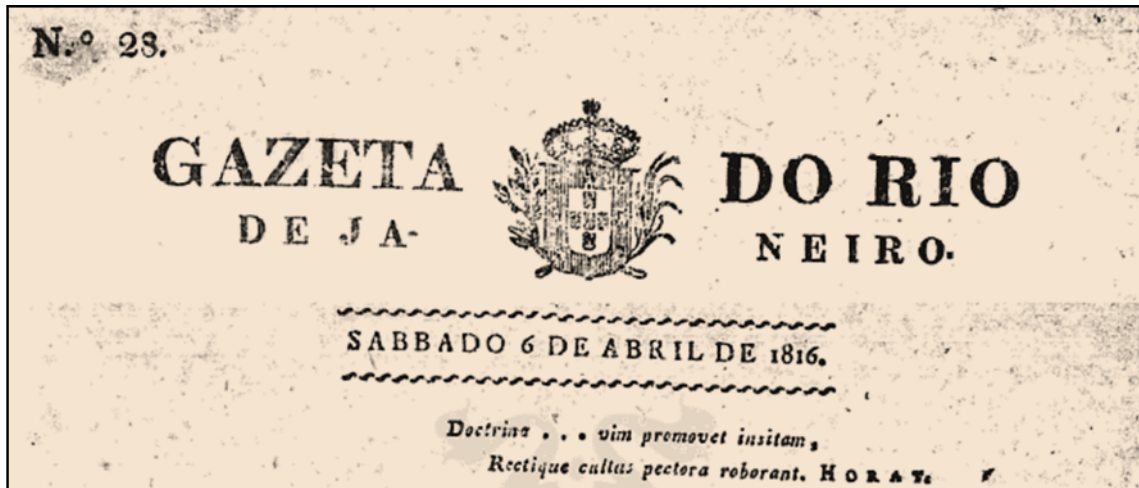 N.º 28.
GAZETA DO RIO
DE JA- NEIRO.
SABBADO 6 DE ABRIL DE 1816.
Doctrina . . . vim promovet insitam,
Rectique cultus pectora roborant. HORAT.